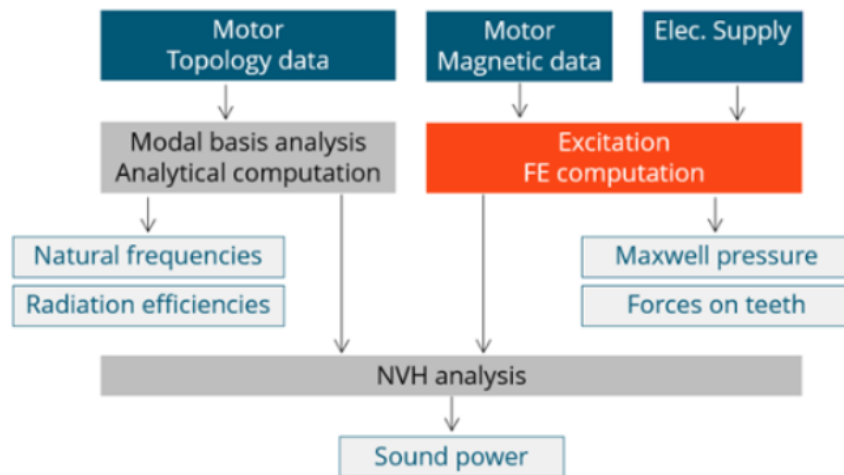 Motor
Topology data
Motor
Magnetic data
Elec. Supply
Modal basis analysis
Analytical computation
Excitation
FE computation
Natural frequencies
Radiation efficiencies
Maxwell pressure
Forces on teeth
NVH analysis
Sound power